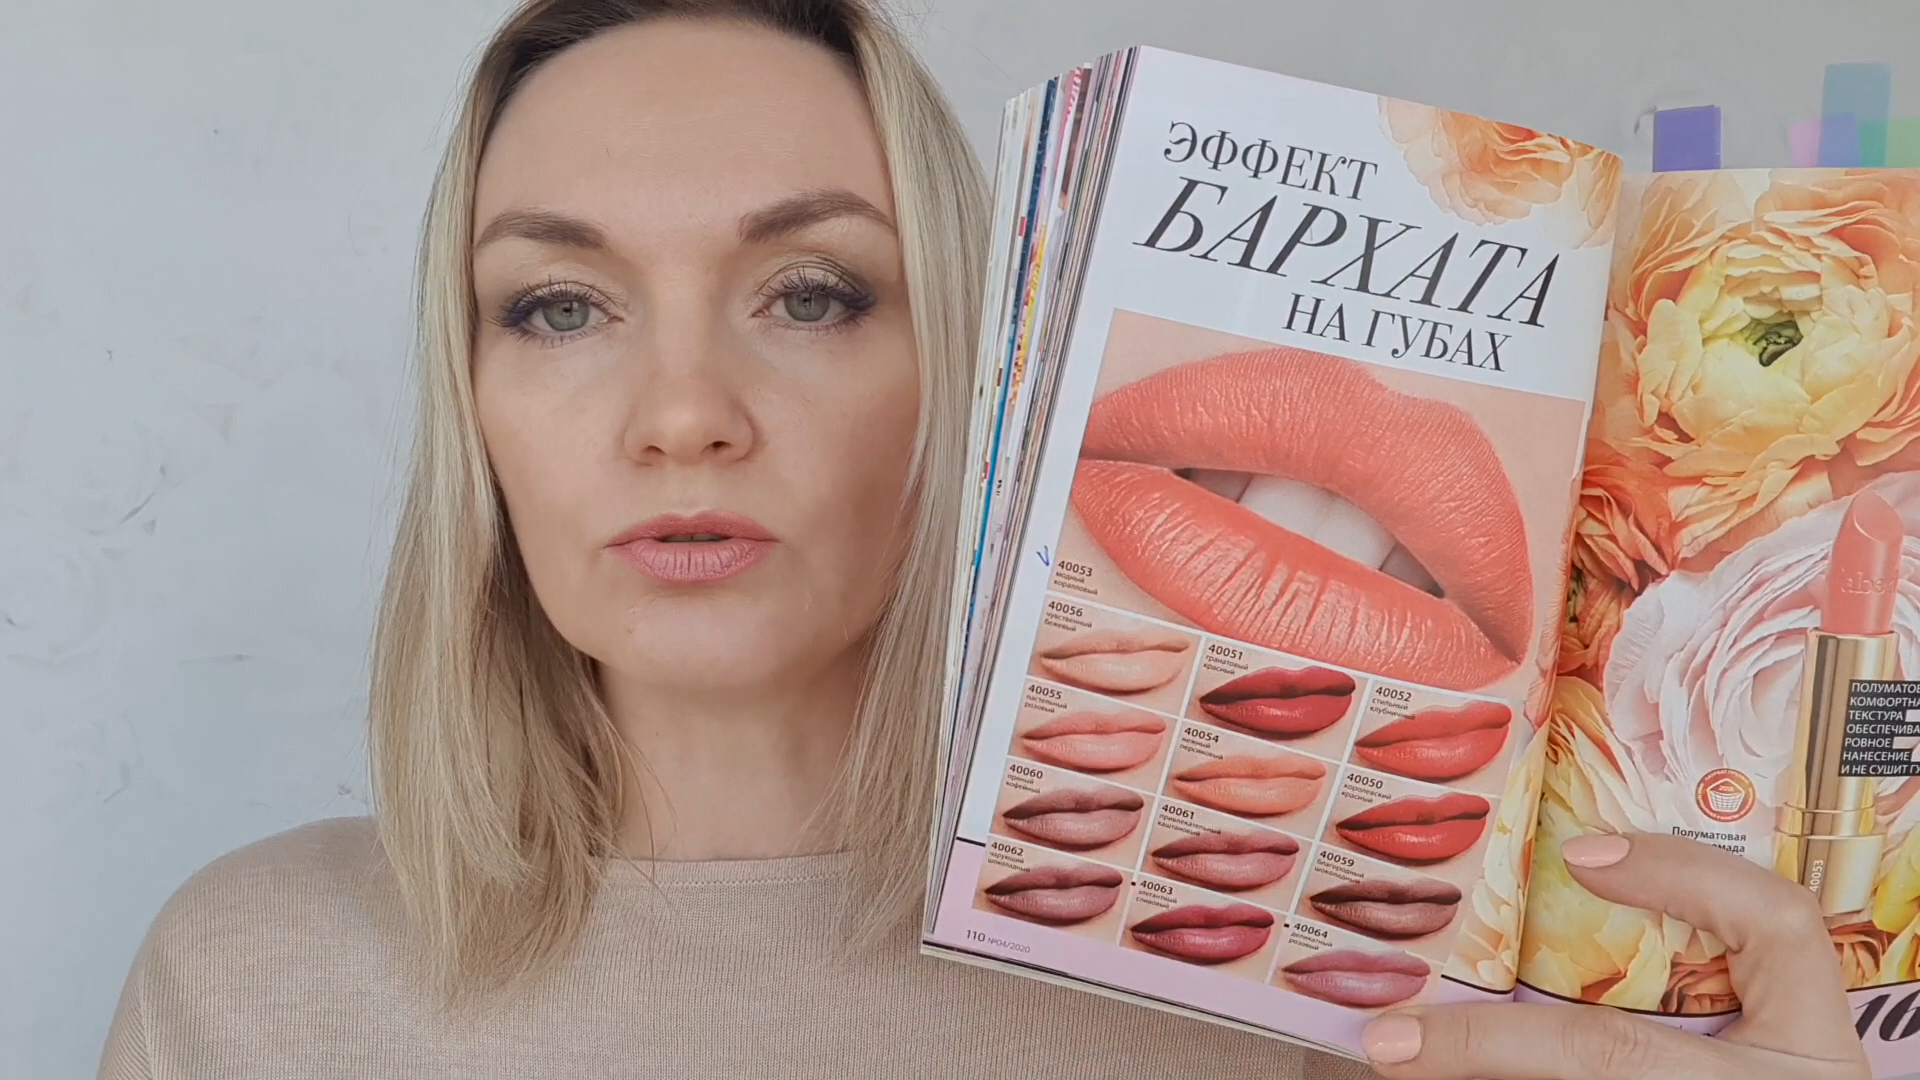 ЭФФЕКТ
БАРХАТА
НА ГУБАХ
40053
модный
коралловый
40056
чувственный
бежевый
40051
гранатовый
красный
40052
стильный
клубничный
40055
пастельный
розовый
40054
нежный
персиковый
40050
королевский
красный
40060
пряный
кофейный
40061
привлекательный
каштановый
40059
благородный
шоколадный
40062
чарующий
шоколадный
40063
элегантный
сливовый
40064
деликатный
розовый
110 №04/2020
ПОЛУМАТОВ
КОМФОРТНА
ТЕКСТУРА
ОБЕСПЕЧИВА
РОВНОЕ
НАНЕСЕНИЕ
И НЕ СУШИТ ГУ
Полуматовая
40053